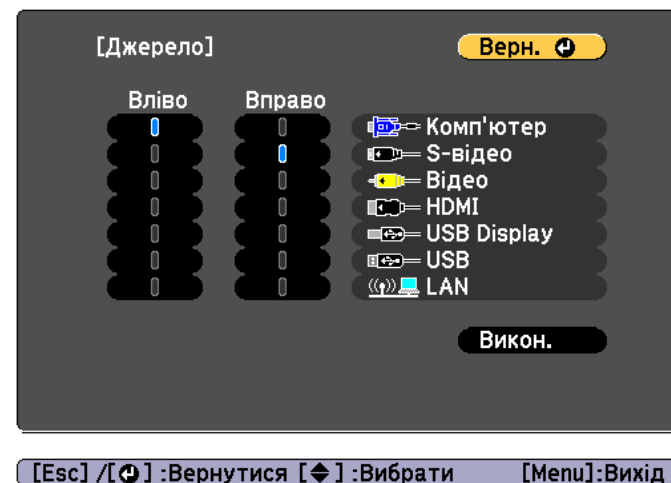 [Джерело] Верн.
Вліво Вправо
Комп'ютер
S-відео
Відео
HDMI
USB Display
USB
LAN
Викон.
[Esc] /[ ] :Вернутися [ ] :Вибрати [Menu]:Вихід